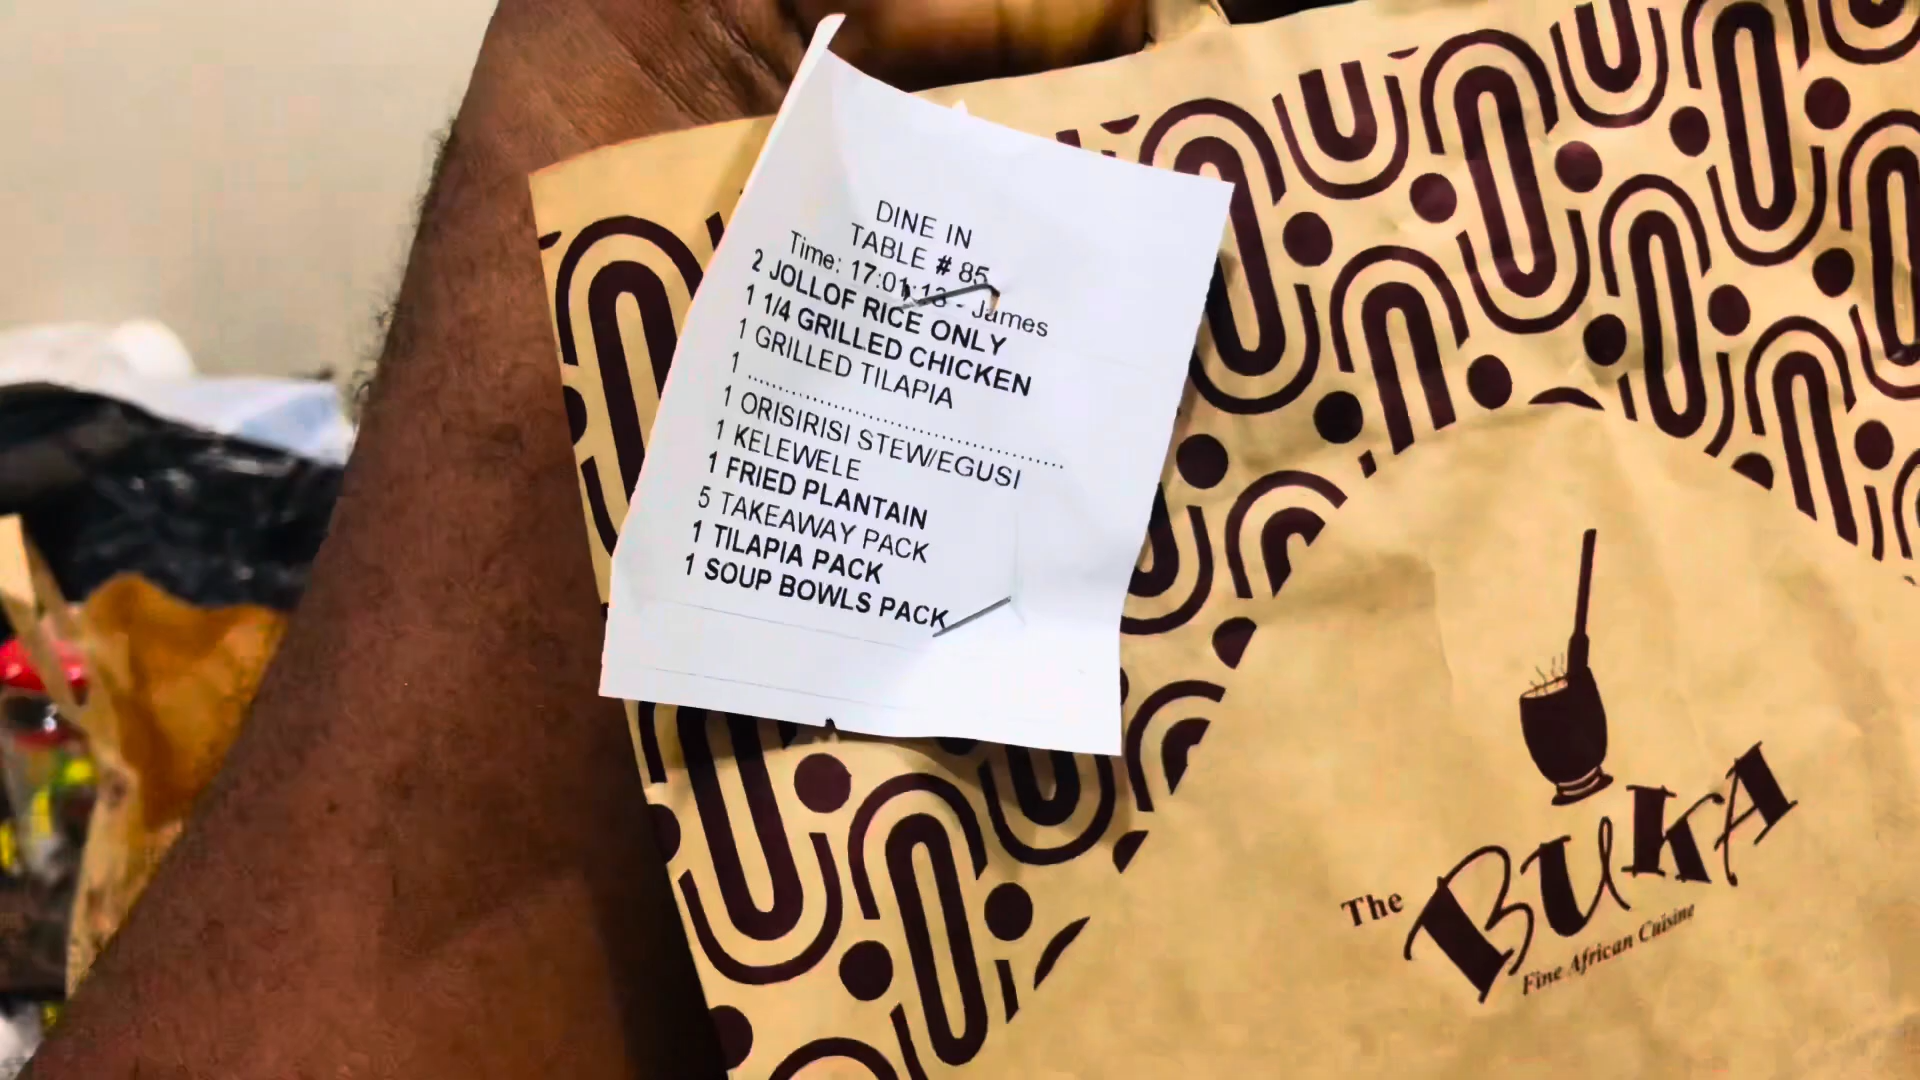 DINE IN
TABLE # 85
Time: 17:01:13 - James
2 JOLLOF RICE ONLY
1 1/4 GRILLED CHICKEN
1 GRILLED TILAPIA
1 ........................................
1 ORISIRISI STEW/EGUSI
1 KELEWELE
1 FRIED PLANTAIN
5 TAKEAWAY PACK
1 TILAPIA PACK
1 SOUP BOWLS PACK
The BUKA
Fine African Cuisine